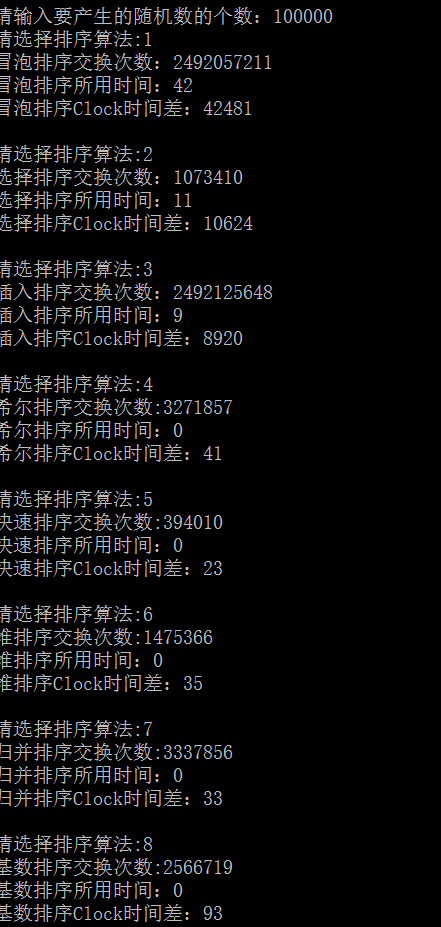 请输入要产生的随机数的个数：100000
请选择排序算法:1
冒泡排序交换次数：2492057211
冒泡排序所用时间：42
冒泡排序Clock时间差：42481
请选择排序算法:2
选择排序交换次数：1073410
选择排序所用时间：11
选择排序Clock时间差：10624
请选择排序算法:3
插入排序交换次数：2492125648
插入排序所用时间：9
插入排序Clock时间差：8920
请选择排序算法:4
希尔排序交换次数:3271857
希尔排序所用时间：0
希尔排序Clock时间差：41
请选择排序算法:5
快速排序交换次数:394010
快速排序所用时间：0
快速排序Clock时间差：23
请选择排序算法:6
堆排序交换次数:1475366
堆排序所用时间：0
堆排序Clock时间差：35
请选择排序算法:7
归并排序交换次数:3337856
归并排序所用时间：0
归并排序Clock时间差：33
请选择排序算法:8
基数排序交换次数:2566719
基数排序所用时间：0
基数排序Clock时间差：93